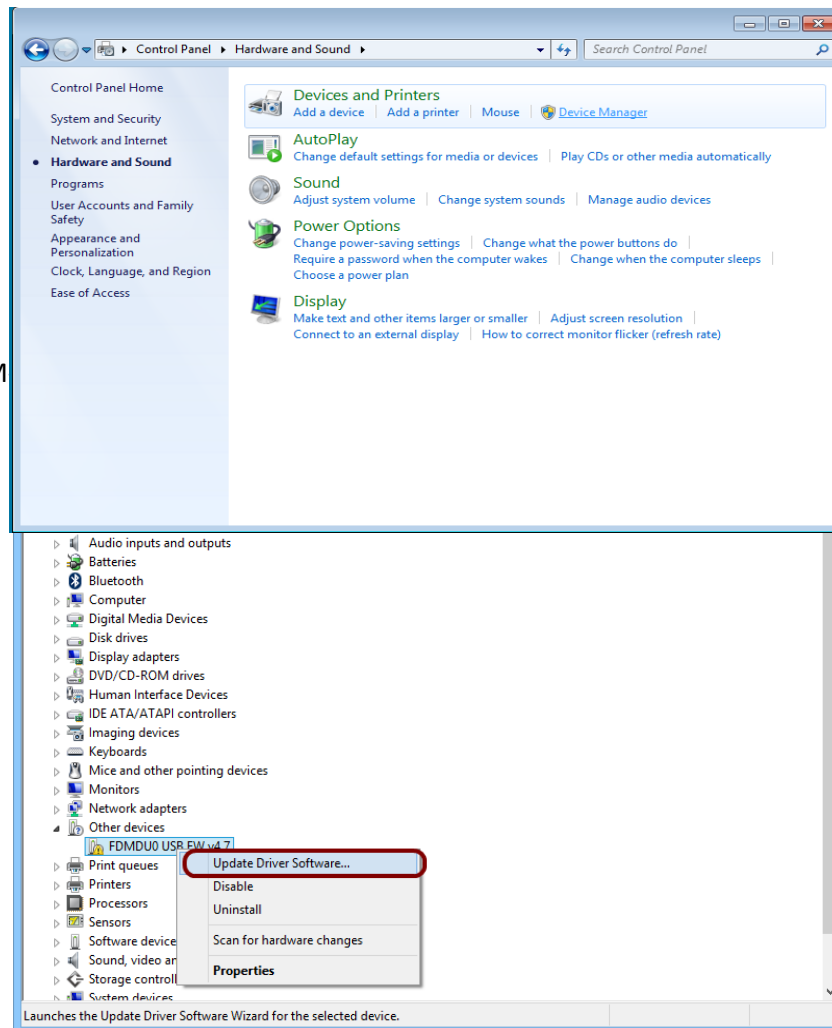 Control Panel ▸ Hardware and Sound ▸
Search Control Panel
Control Panel Home
System and Security
Network and Internet
• Hardware and Sound
Programs
User Accounts and Family
Safety
Appearance and
Personalization
Clock, Language, and Region
Ease of Access
Devices and Printers
Add a device | Add a printer | Mouse | Device Manager
AutoPlay
Change default settings for media or devices | Play CDs or other media automatically
Sound
Adjust system volume | Change system sounds | Manage audio devices
Power Options
Change power-saving settings | Change what the power buttons do |
Require a password when the computer wakes | Change when the computer sleeps |
Choose a power plan
Display
Make text and other items larger or smaller | Adjust screen resolution |
Connect to an external display | How to correct monitor flicker (refresh rate)
M
Audio inputs and outputs
Batteries
Bluetooth
Computer
Digital Media Devices
Disk drives
Display adapters
DVD/CD-ROM drives
Human Interface Devices
IDE ATA/ATAPI controllers
Imaging devices
Keyboards
Mice and other pointing devices
Monitors
Network adapters
Other devices
FDMDU0 USB FW v4.7
Print queues
Printers
Processors
Sensors
Software device
Sound, video ar
Storage controll
System devices
Update Driver Software...
Disable
Uninstall
Scan for hardware changes
Properties
Launches the Update Driver Software Wizard for the selected device.